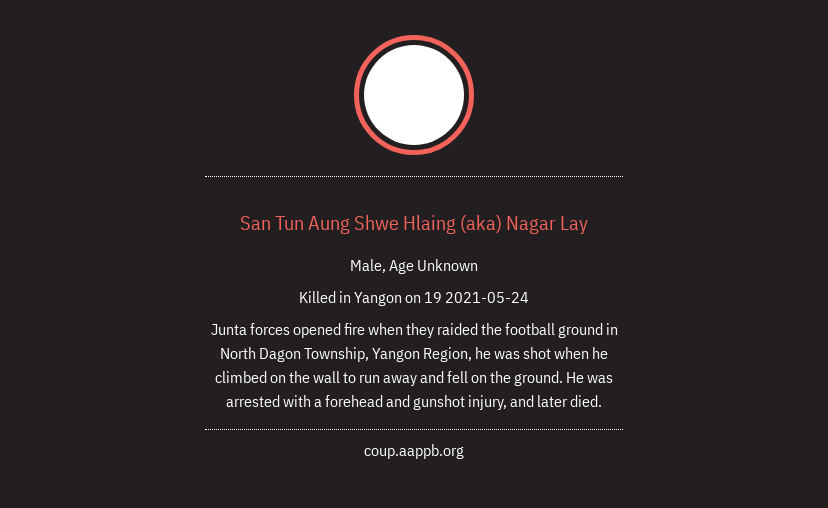 San Tun Aung Shwe Hlaing (aka) Nagar Lay
Male, Age Unknown
Killed in Yangon on 19 2021-05-24
Junta forces opened fire when they raided the football ground in
North Dagon Township, Yangon Region, he was shot when he
climbed on the wall to run away and fell on the ground. He was
arrested with a forehead and gunshot injury, and later died.
coup.aappb.org